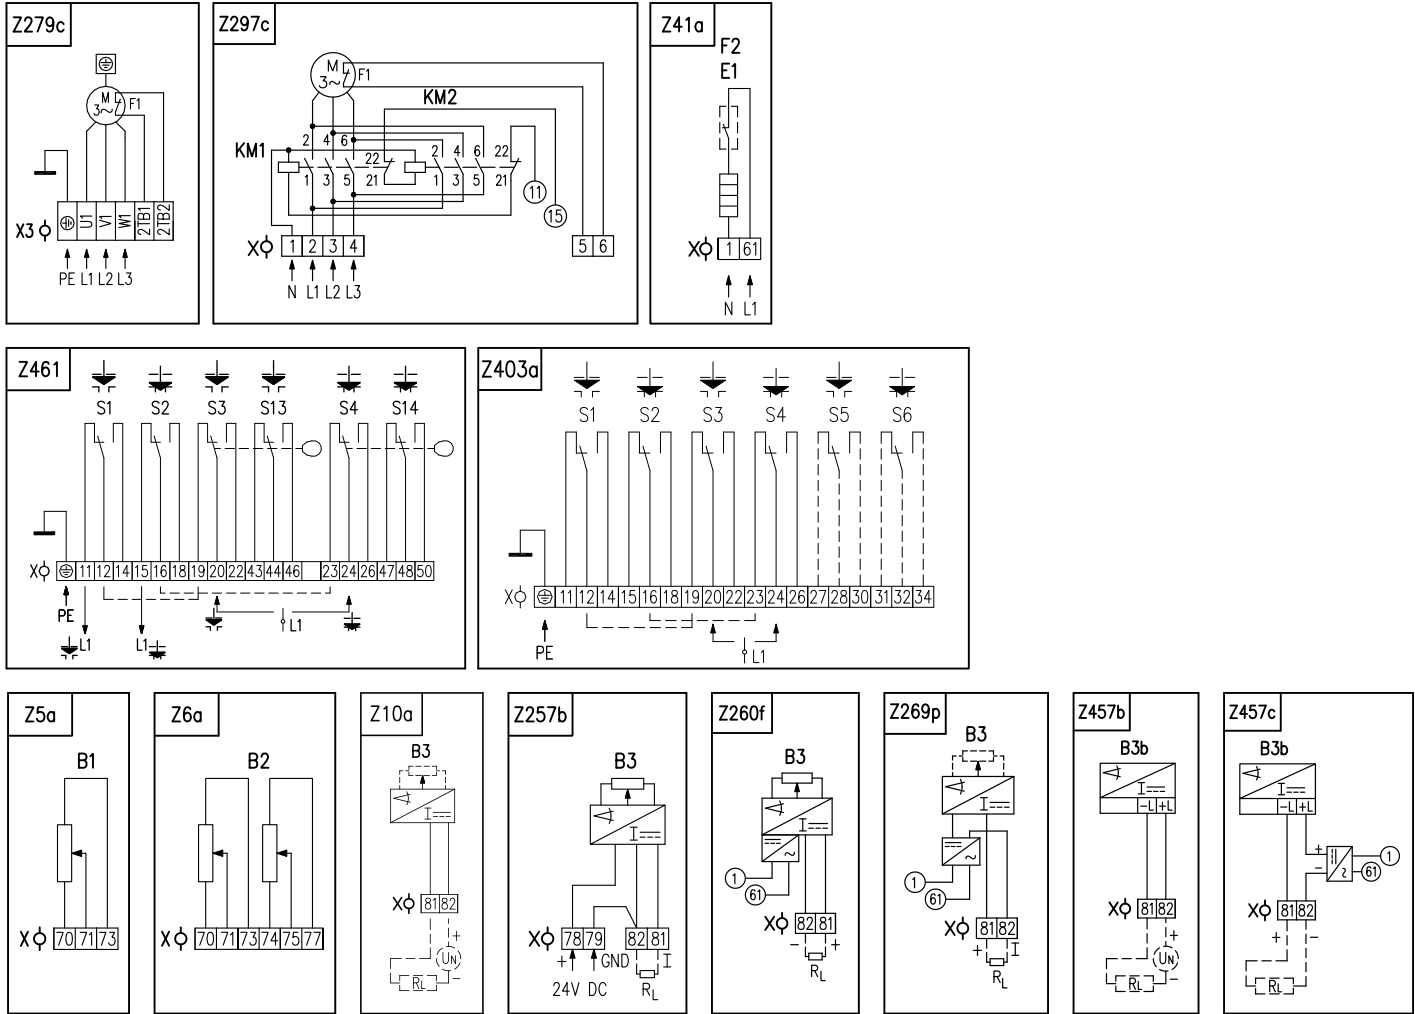 Z279c
M
3~
F1
X3
U1
V1
W1
2TB1
2TB2
PE L1 L2 L3
Z297c
M
3~
F1
KM2
KM1
2 4 6 22
1 3 5 21
2 4 6 22
1 3 5 21
11
15
X 1 2 3 4
5 6
N L1 L2 L3
Z41a
F2
E1
X 1 61
N L1
Z461
S1 S2 S3 S13 S4 S14
X 11 12 14 15 16 18 19 20 22 43 44 46 23 24 26 47 48 50
PE
L1
L1
L1
Z403a
S1 S2 S3 S4 S5 S6
X 11 12 14 15 16 18 19 20 22 23 24 26 27 28 30 31 32 34
PE
L1
Z5a
B1
X 70 71 73
Z6a
B2
X 70 71 73 74 75 77
Z10a
B3
I
X 81 82
+
UN
−
RL
Z257b
B3
I
X 78 79 82 81
+ GND I
24V DC RL
Z260f
B3
I
~
1
61
X 82 81
− +
RL
Z269p
B3
I
~
1
61
X 81 82
+ I
RL
Z457b
B3b
I
−L +L
X 81 82
+
UN
−
RL
Z457c
B3b
I
−L +L
+
−
~
1
61
X 81 82
+ −
RL